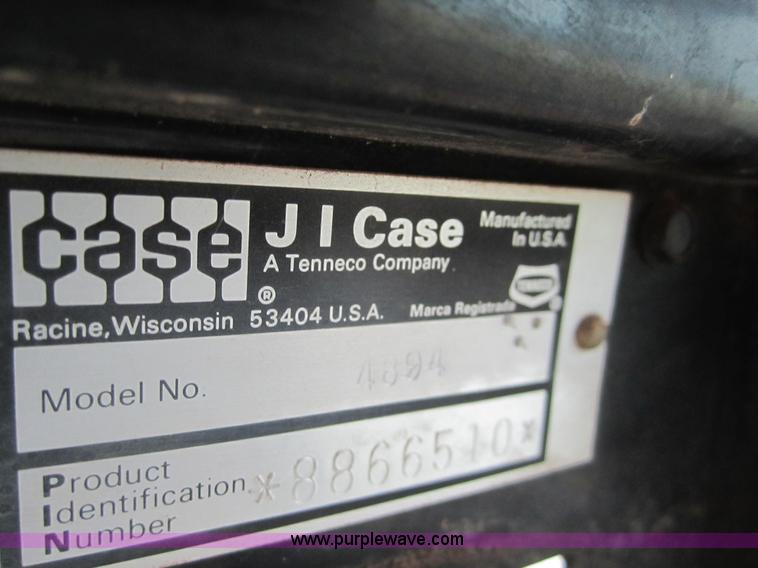 case
J I Case
Manufactured
In U.S.A.
A Tenneco Company
®
TENNECO
®
Racine, Wisconsin 53404 U.S.A.
Marca Registrada
Model No.
Product
Identification
Number
*8866510*
www.purplewave.com